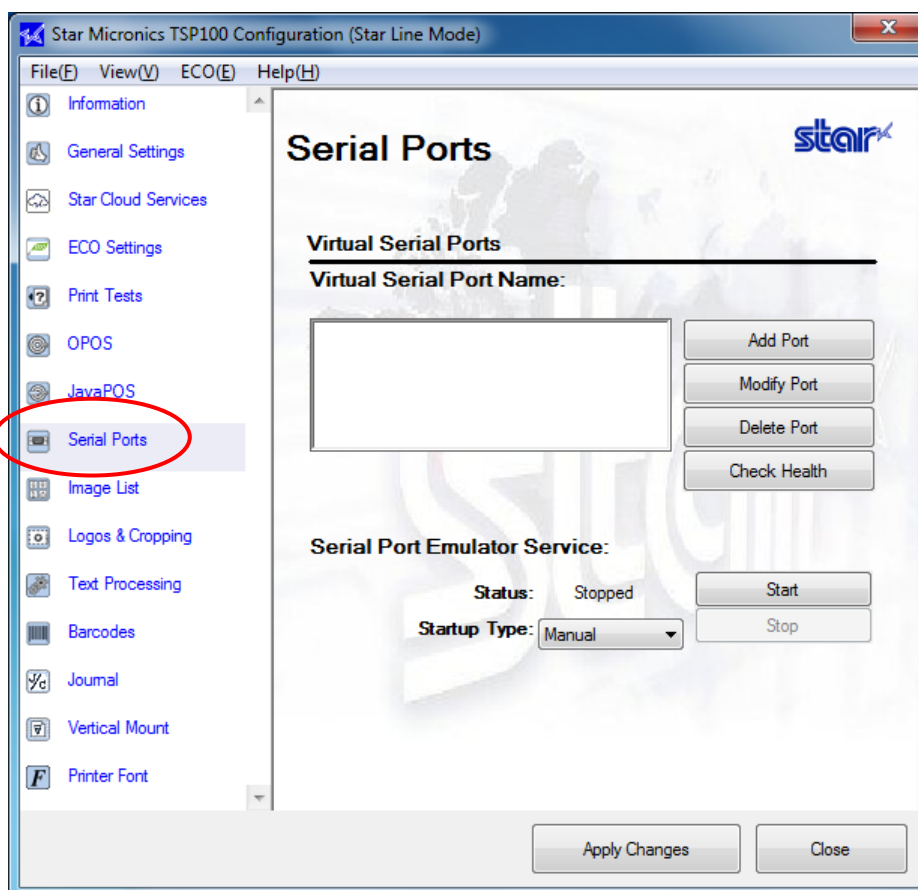 Star Micronics TSP100 Configuration (Star Line Mode)
File(F) View(V) ECO(E) Help(H)
Information
General Settings
Star Cloud Services
ECO Settings
Print Tests
OPOS
JavaPOS
Serial Ports
Image List
Logos & Cropping
Text Processing
Barcodes
Journal
Vertical Mount
Printer Font
Serial Ports
star
Virtual Serial Ports
Virtual Serial Port Name:
Add Port
Modify Port
Delete Port
Check Health
Serial Port Emulator Service:
Status: Stopped Start
Startup Type: Manual Stop
Apply Changes Close